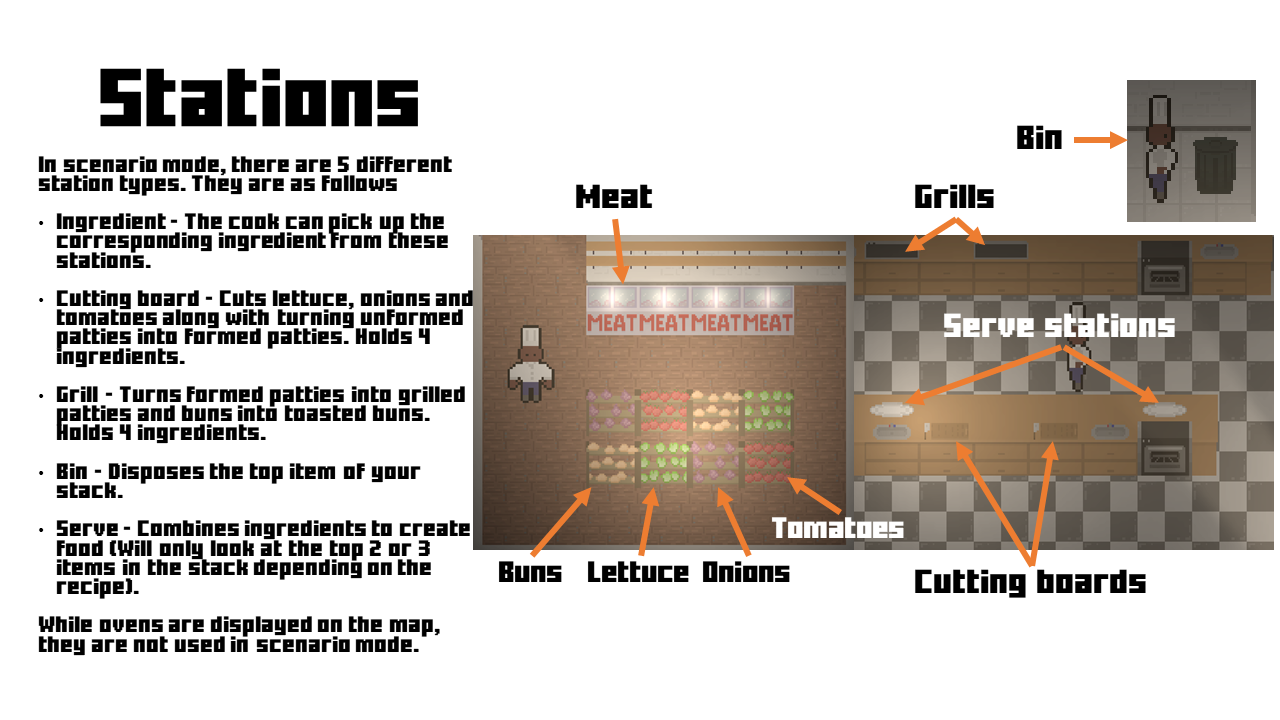 Stations
In scenario mode, there are 5 different
station types. They are as follows
• Ingredient - The cook can pick up the
corresponding ingredient from these
stations.
• Cutting board - Cuts lettuce, onions and
tomatoes along with turning unformed
patties into formed patties. Holds 4
ingredients.
• Grill - Turns formed patties into grilled
patties and buns into toasted buns.
Holds 4 ingredients.
• Bin - Disposes the top item of your
stack.
• Serve - Combines ingredients to create
food (Will only look at the top 2 or 3
items in the stack depending on the
recipe).
While ovens are displayed on the map,
they are not used in scenario mode.
Bin
Meat
Grills
MEAT MEAT MEAT MEAT
Serve stations
Tomatoes
Buns
Lettuce
Onions
Cutting boards